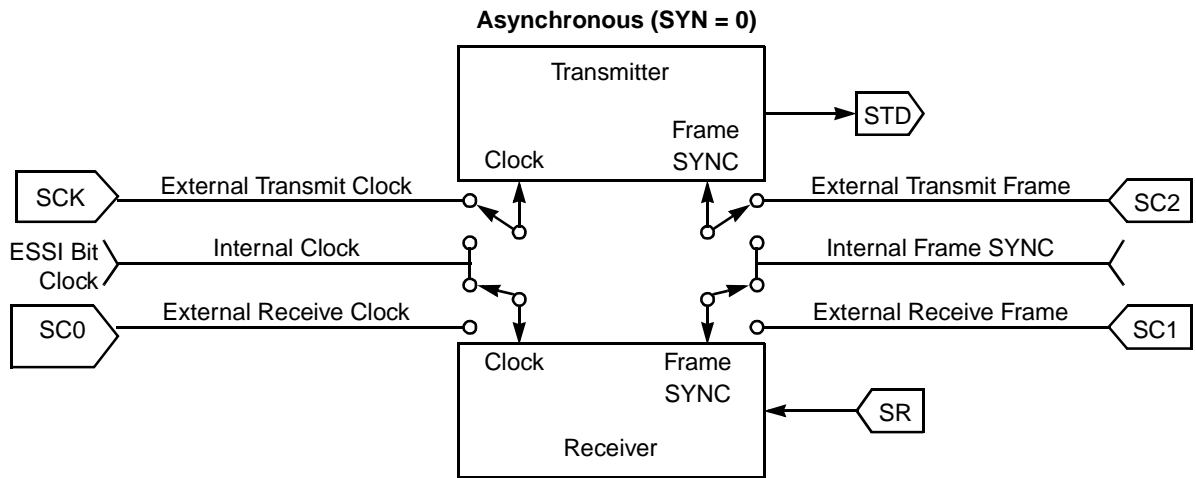 Asynchronous (SYN = 0)
Transmitter
STD
Frame
SYNC
Clock
SCK
External Transmit Clock
External Transmit Frame
SC2
ESSI Bit
Clock
Internal Clock
Internal Frame SYNC
SC0
External Receive Clock
External Receive Frame
SC1
Clock
Frame
SYNC
SR
Receiver